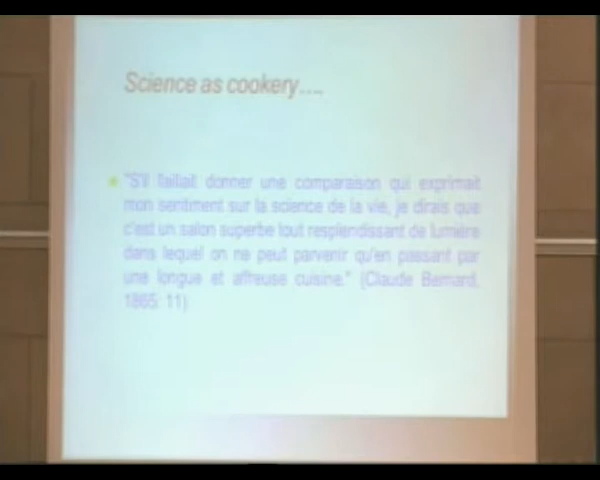 Science as cookery....
"S'il fallait donner une comparaison qui exprimait
mon sentiment sur la science de la vie, je dirais que
c'est un salon superbe tout resplendissant de lumière
dans lequel on ne peut parvenir qu'en passant par
une longue et affreuse cuisine." (Claude Bernard,
1865: 11)